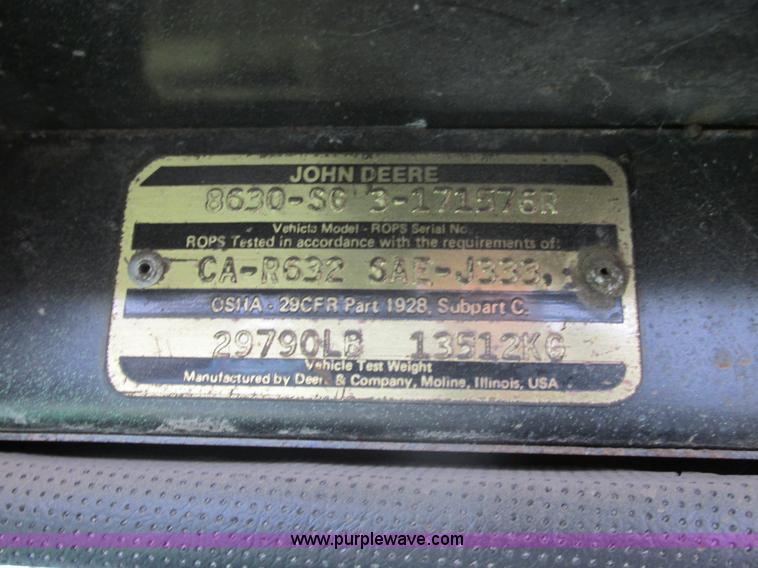 JOHN DEERE
8630-SG 3-171576R
Vehicle Model - ROPS Serial No.
ROPS Tested in accordance with the requirements of:
CA-R632 SAE-J333,
OSHA - 29CFR Part 1928, Subpart C.
29790LB 13512KG
Vehicle Test Weight
Manufactured by Deere & Company, Moline, Illinois, USA
www.purplewave.com